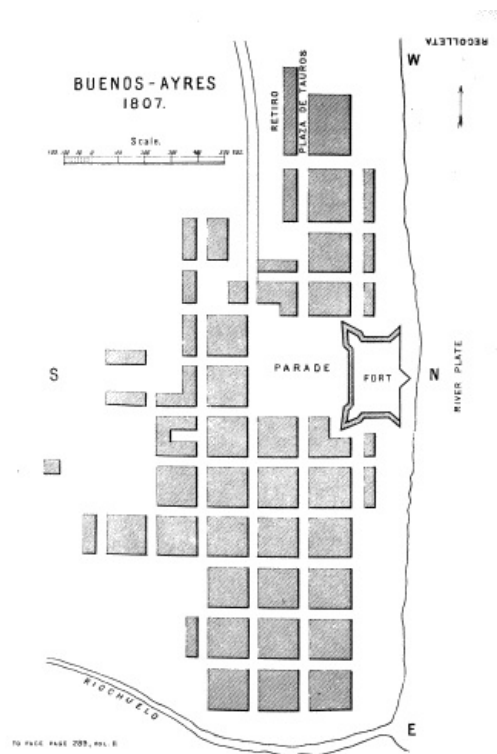 RECOLLETA
W
BUENOS-AYRES
1807.
Scale.
RETIRO
PLAZA DE TAUROS
S
PARADE
FORT
N
RIVER PLATE
RIOCHUELO
E
TO FACE PAGE 289, VOL. II